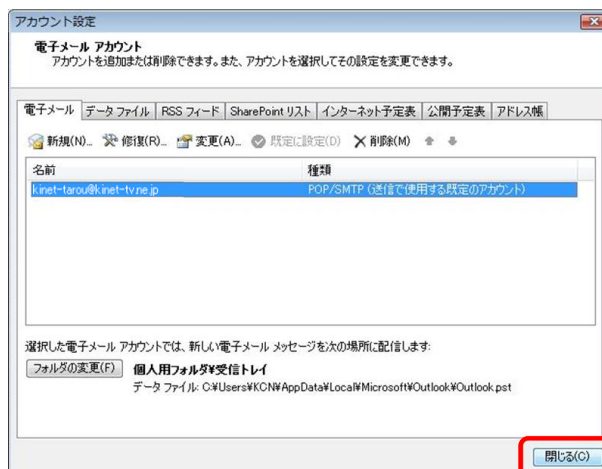 アカウント設定
電子メール アカウント
アカウントを追加または削除できます。また、アカウントを選択してその設定を変更できます。
電子メール データ ファイル RSS フィード SharePoint リスト インターネット予定表 公開予定表 アドレス帳
新規(N)... 修復(R)... 変更(A)... 既定に設定(D) 削除(M)
名前 種類
kinet-tarou@kinet-tv.ne.jp POP/SMTP (送信で使用する既定のアカウント)
選択した電子メール アカウントでは、新しい電子メール メッセージを次の場所に配信します:
フォルダの変更(F) 個人用フォルダ¥受信トレイ
データ ファイル: C:¥Users¥KCN¥AppData¥Local¥Microsoft¥Outlook¥Outlook.pst
閉じる(C)